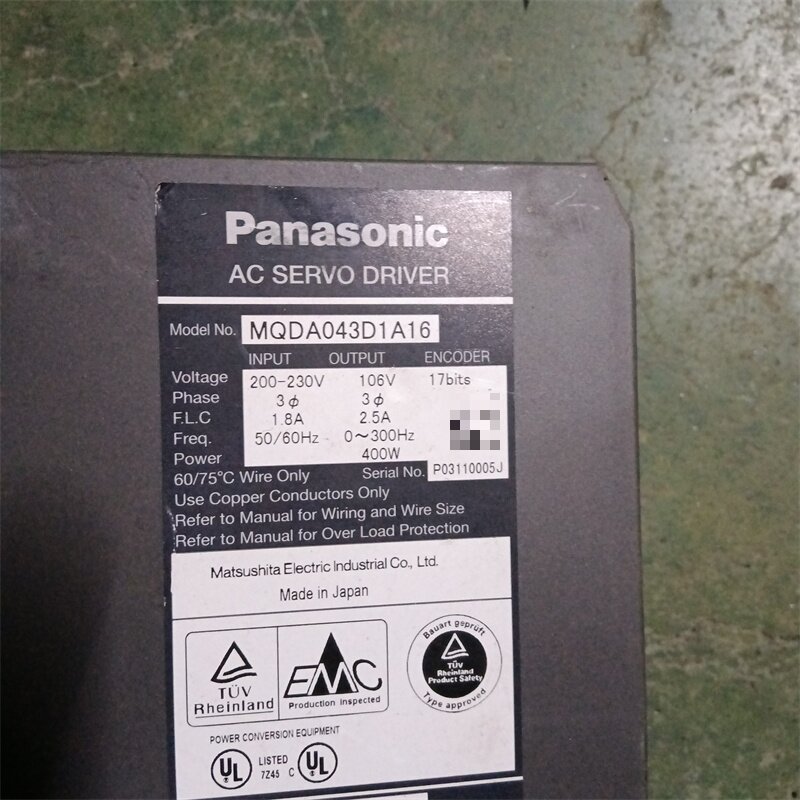 Panasonic
AC SERVO DRIVER
Model No. MQDA043D1A16
INPUT OUTPUT ENCODER
Voltage 200-230V 106V 17bits
Phase 3ϕ 3ϕ
F.L.C 1.8A 2.5A
Freq. 50/60Hz 0~300Hz
Power 400W
60/75°C Wire Only Serial No. P03110005J
Use Copper Conductors Only
Refer to Manual for Wiring and Wire Size
Refer to Manual for Over Load Protection
Matsushita Electric Industrial Co., Ltd.
Made in Japan
TÜV
Rheinland
EMC
Production Inspected
Bauart geprüft
TÜV
Rheinland
Product Safety
Type approved
POWER CONVERSION EQUIPMENT
UL LISTED C UL
7Z45